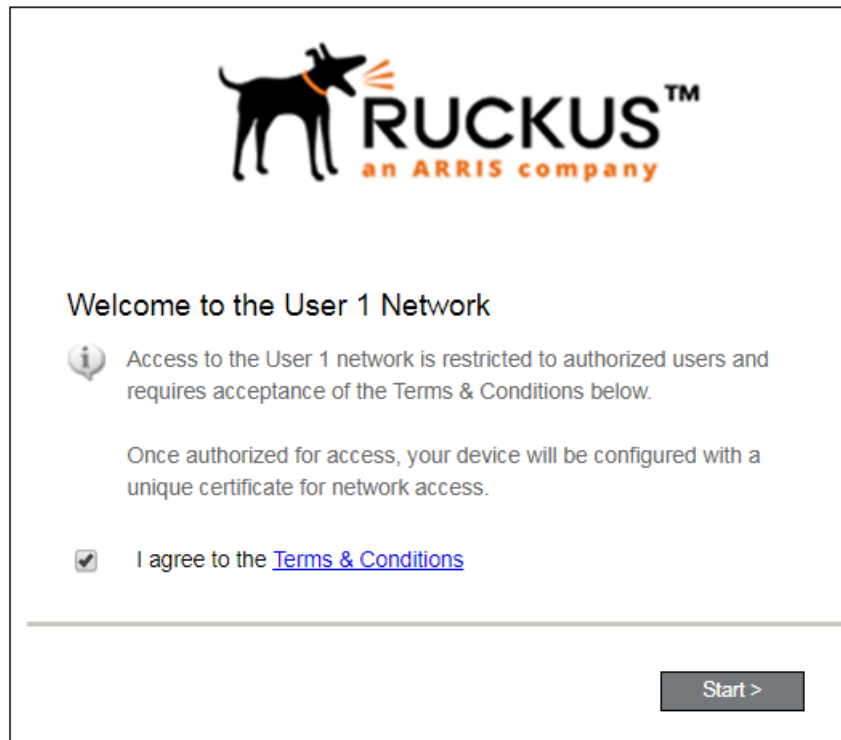 RUCKUS™
an ARRIS company
Welcome to the User 1 Network
Access to the User 1 network is restricted to authorized users and
requires acceptance of the Terms & Conditions below.
Once authorized for access, your device will be configured with a
unique certificate for network access.
I agree to the Terms & Conditions
Start >